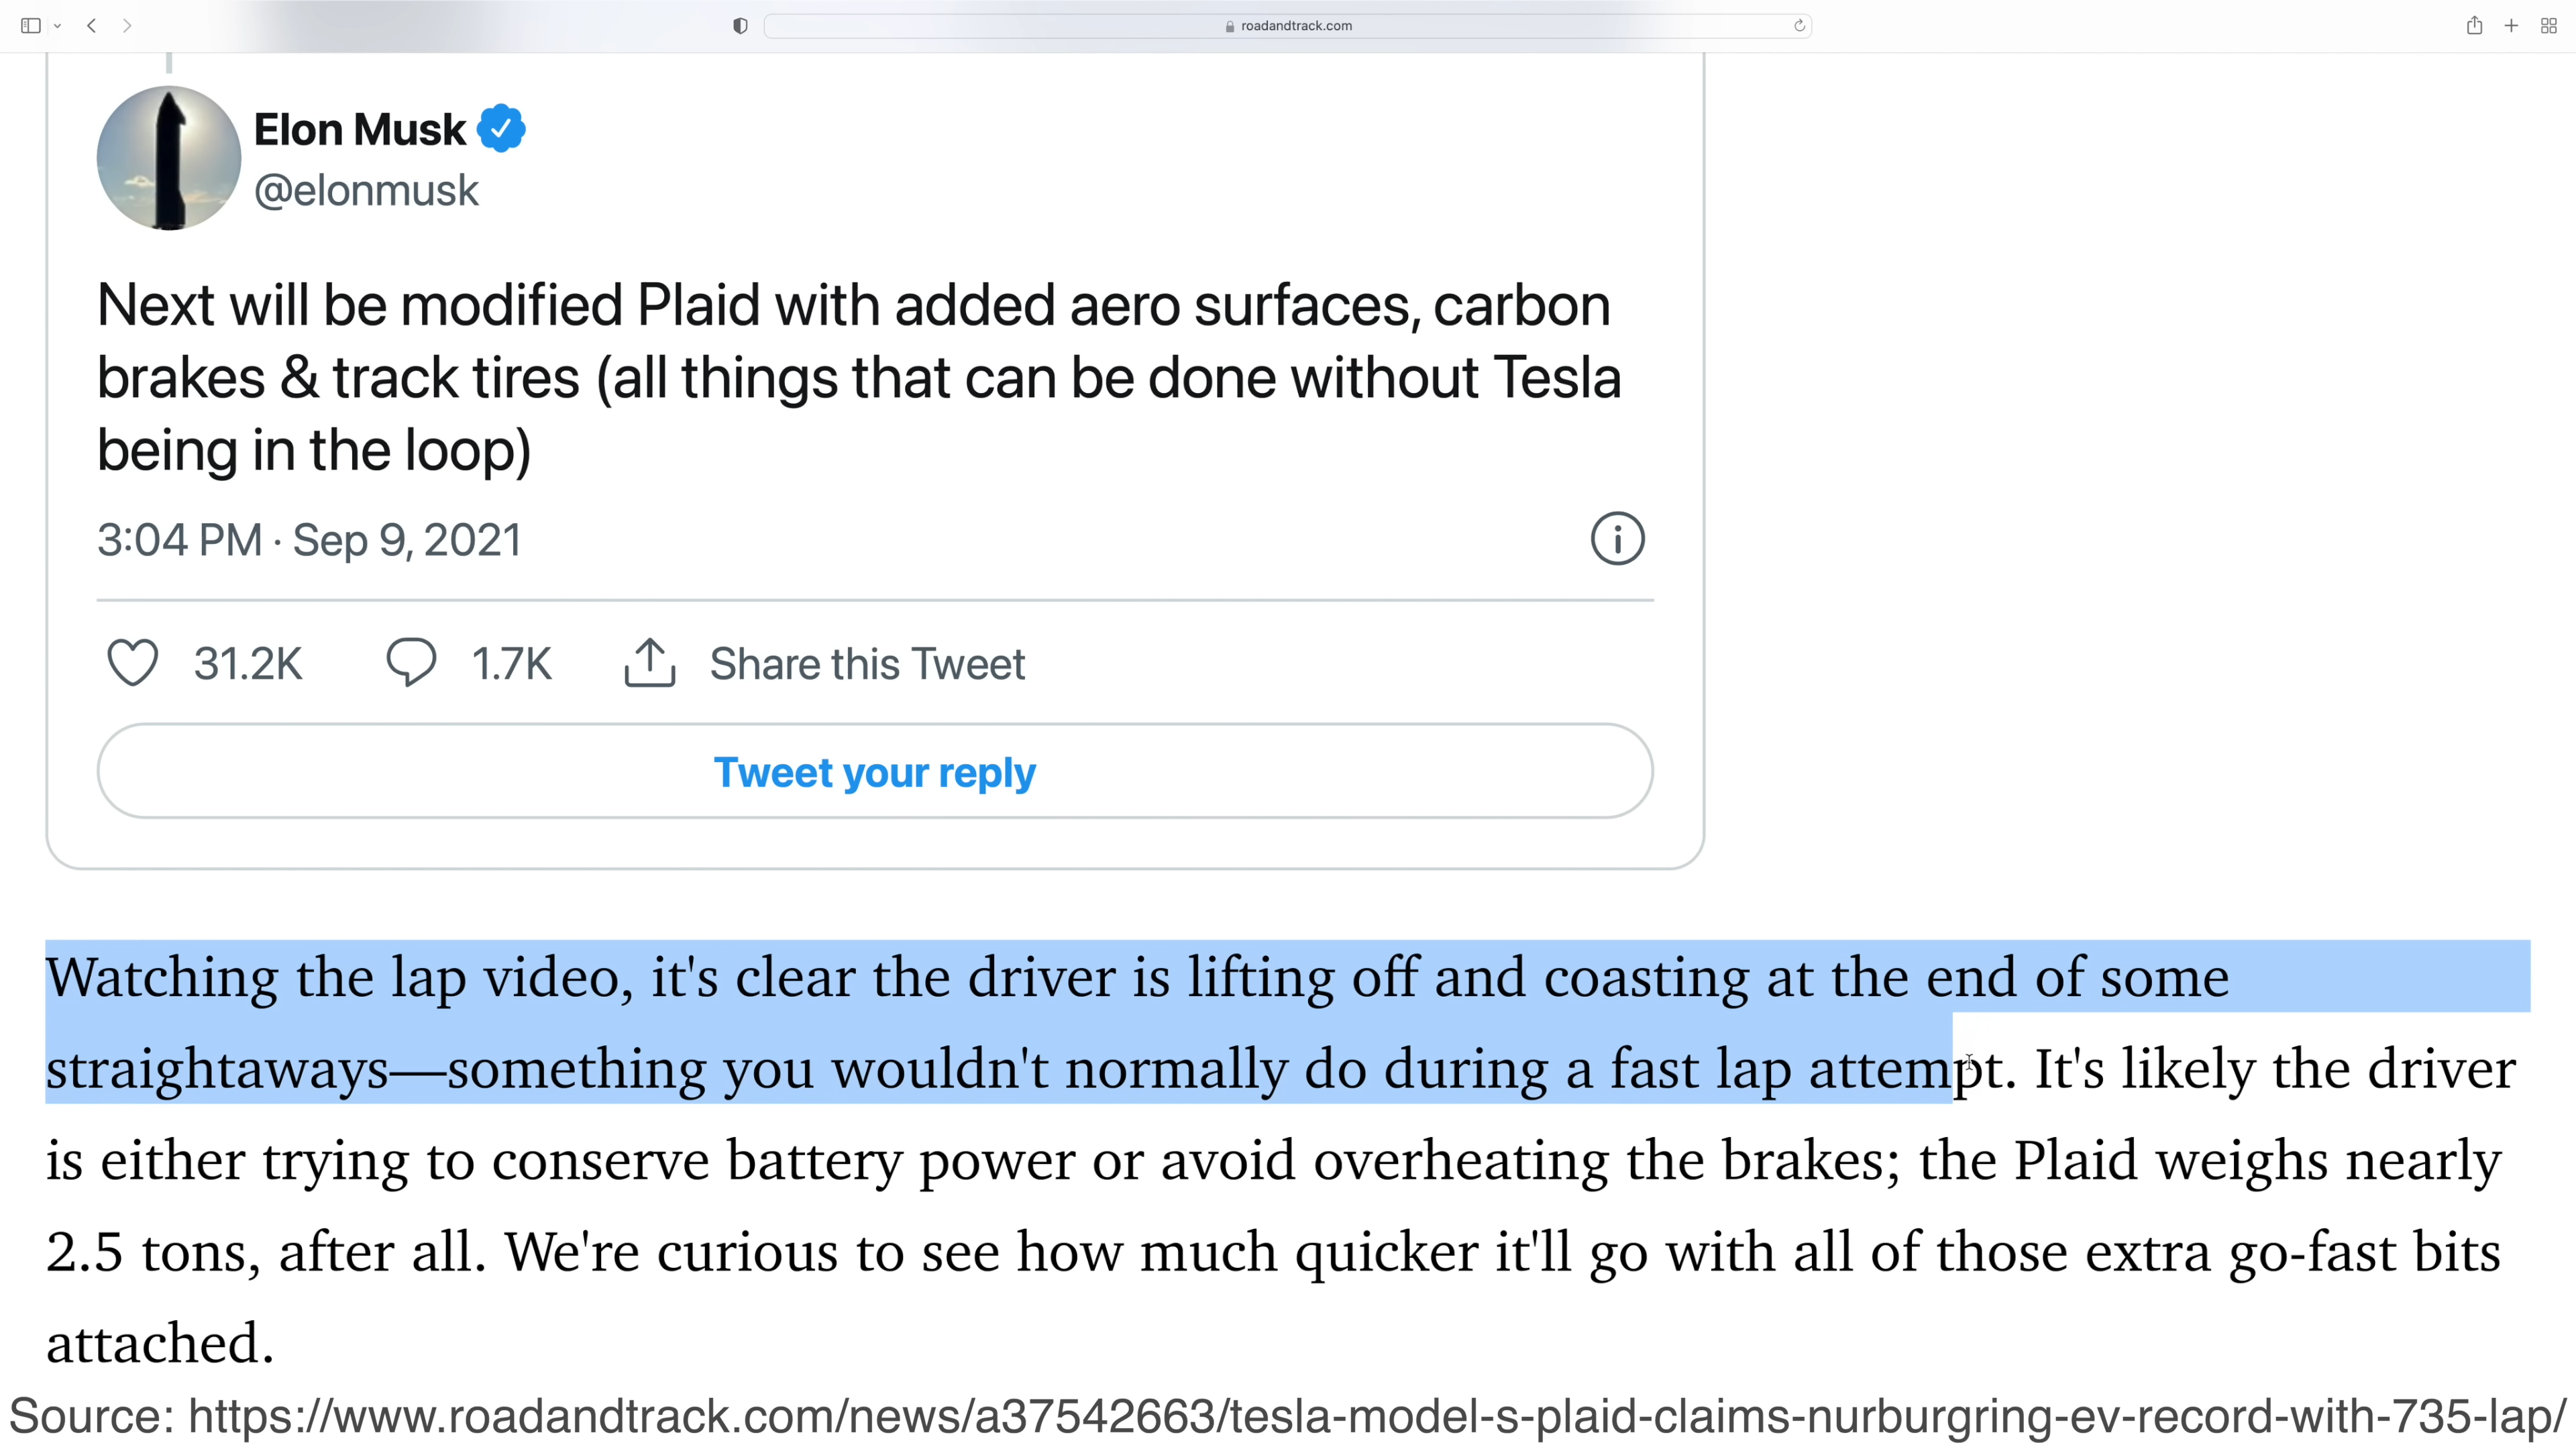 roadandtrack.com
Elon Musk
@elonmusk
Next will be modified Plaid with added aero surfaces, carbon
brakes & track tires (all things that can be done without Tesla
being in the loop)
3:04 PM · Sep 9, 2021
31.2K 1.7K Share this Tweet
Tweet your reply
Watching the lap video, it's clear the driver is lifting off and coasting at the end of some
straightaways—something you wouldn't normally do during a fast lap attempt. It's likely the driver
is either trying to conserve battery power or avoid overheating the brakes; the Plaid weighs nearly
2.5 tons, after all. We're curious to see how much quicker it'll go with all of those extra go-fast bits
attached.
Source: https://www.roadandtrack.com/news/a37542663/tesla-model-s-plaid-claims-nurburgring-ev-record-with-735-lap/